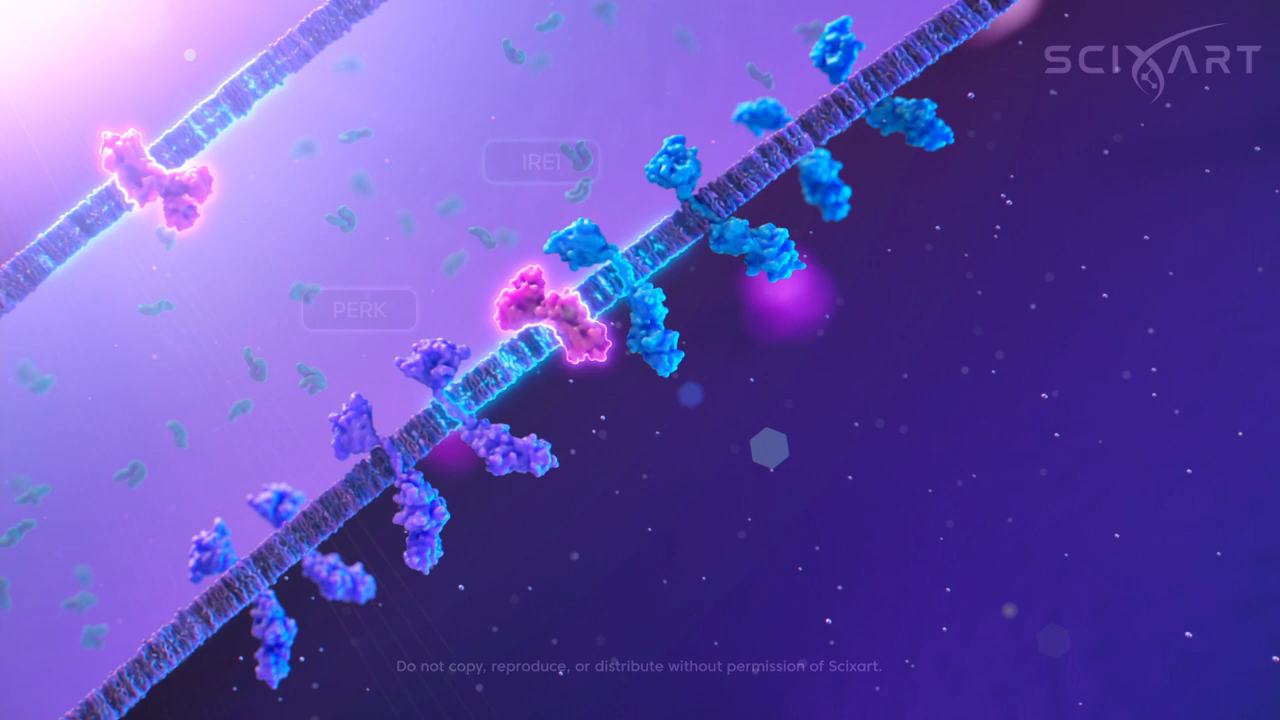 SCIXART
IRE1
PERK
Do not copy, reproduce, or distribute without permission of Scixart.